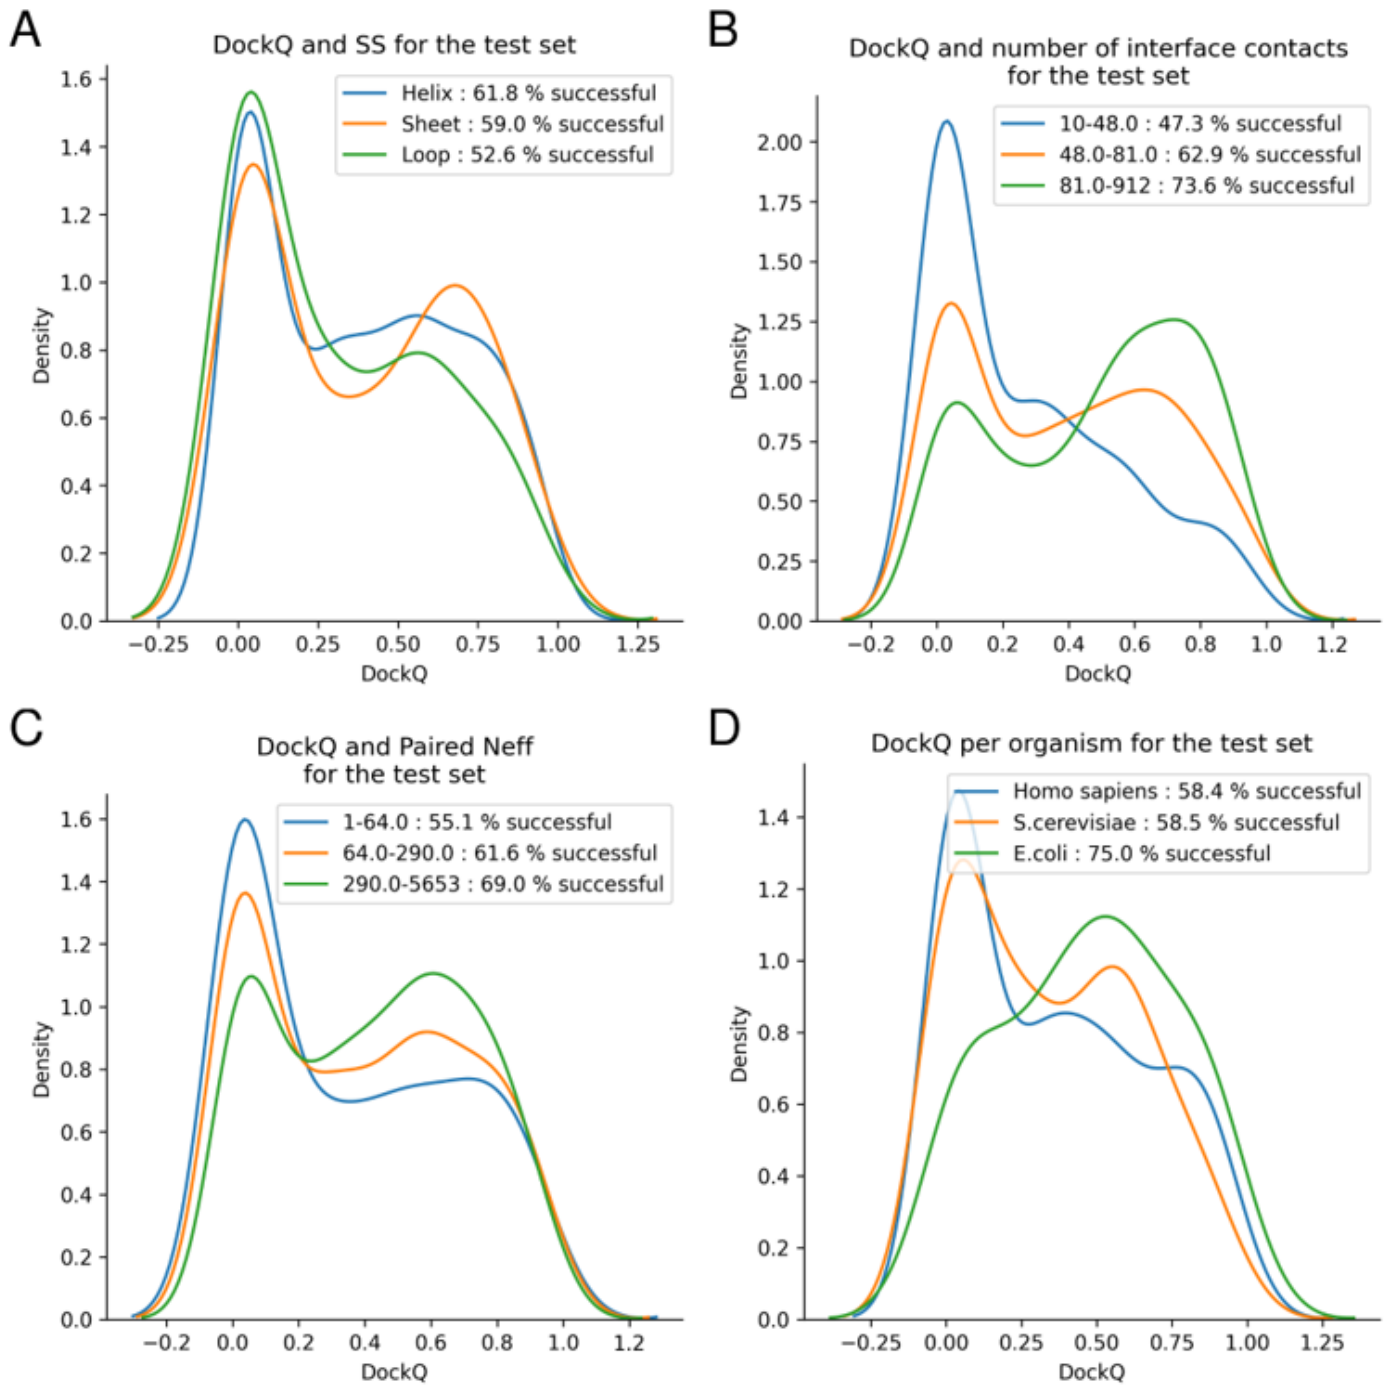 A
DockQ and SS for the test set
Helix : 61.8 % successful
Sheet : 59.0 % successful
Loop : 52.6 % successful
1.6
1.4
1.2
1.0
0.8
0.6
0.4
0.2
0.0
Density
−0.25 0.00 0.25 0.50 0.75 1.00 1.25
DockQ
B
DockQ and number of interface contacts
for the test set
10-48.0 : 47.3 % successful
48.0-81.0 : 62.9 % successful
81.0-912 : 73.6 % successful
2.00
1.75
1.50
1.25
1.00
0.75
0.50
0.25
0.00
Density
−0.2 0.0 0.2 0.4 0.6 0.8 1.0 1.2
DockQ
C
DockQ and Paired Neff
for the test set
1-64.0 : 55.1 % successful
64.0-290.0 : 61.6 % successful
290.0-5653 : 69.0 % successful
1.6
1.4
1.2
1.0
0.8
0.6
0.4
0.2
0.0
Density
−0.2 0.0 0.2 0.4 0.6 0.8 1.0 1.2
DockQ
D
DockQ per organism for the test set
Homo sapiens : 58.4 % successful
S.cerevisiae : 58.5 % successful
E.coli : 75.0 % successful
1.4
1.2
1.0
0.8
0.6
0.4
0.2
0.0
Density
−0.25 0.00 0.25 0.50 0.75 1.00 1.25
DockQ